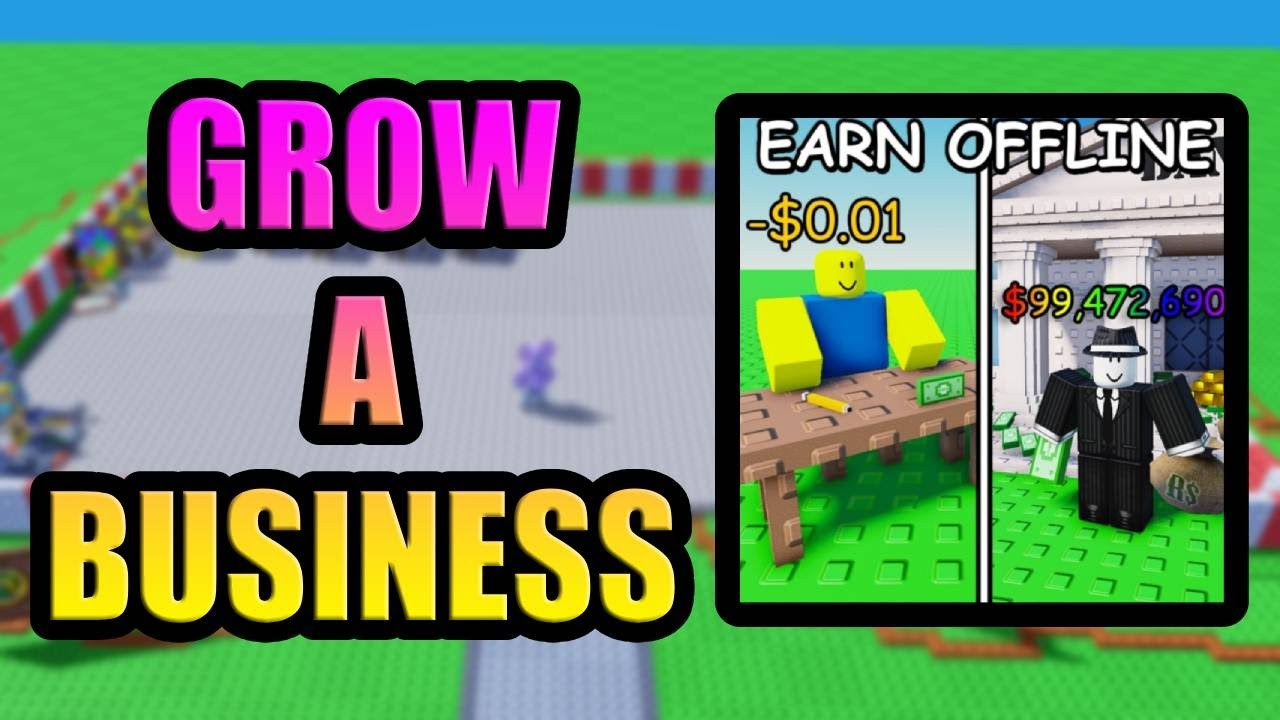 GROW
A
BUSINESS
EARN OFFLINE
-$0.01
$99,472,690
R$